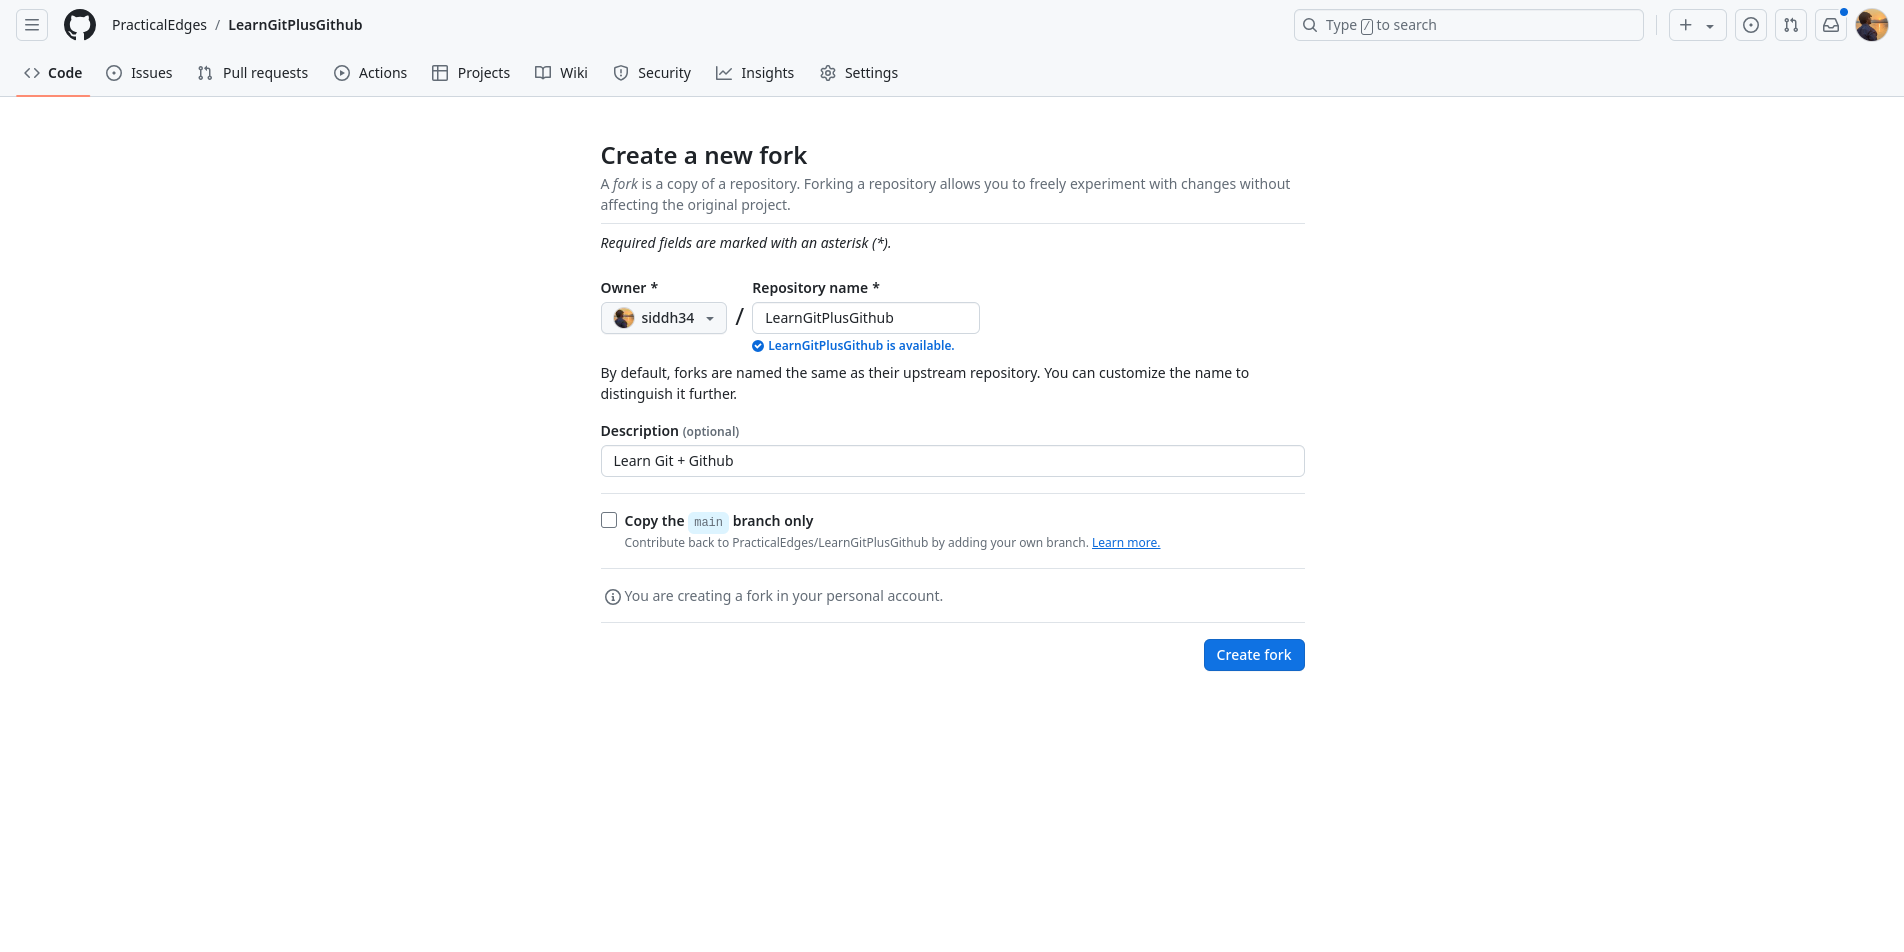 PracticalEdges / LearnGitPlusGithub
Type / to search
Code Issues Pull requests Actions Projects Wiki Security Insights Settings
Create a new fork
A fork is a copy of a repository. Forking a repository allows you to freely experiment with changes without
affecting the original project.
Required fields are marked with an asterisk (*).
Owner * Repository name *
siddh34 / LearnGitPlusGithub
LearnGitPlusGithub is available.
By default, forks are named the same as their upstream repository. You can customize the name to
distinguish it further.
Description (optional)
Learn Git + Github
Copy the main branch only
Contribute back to PracticalEdges/LearnGitPlusGithub by adding your own branch. Learn more.
You are creating a fork in your personal account.
Create fork